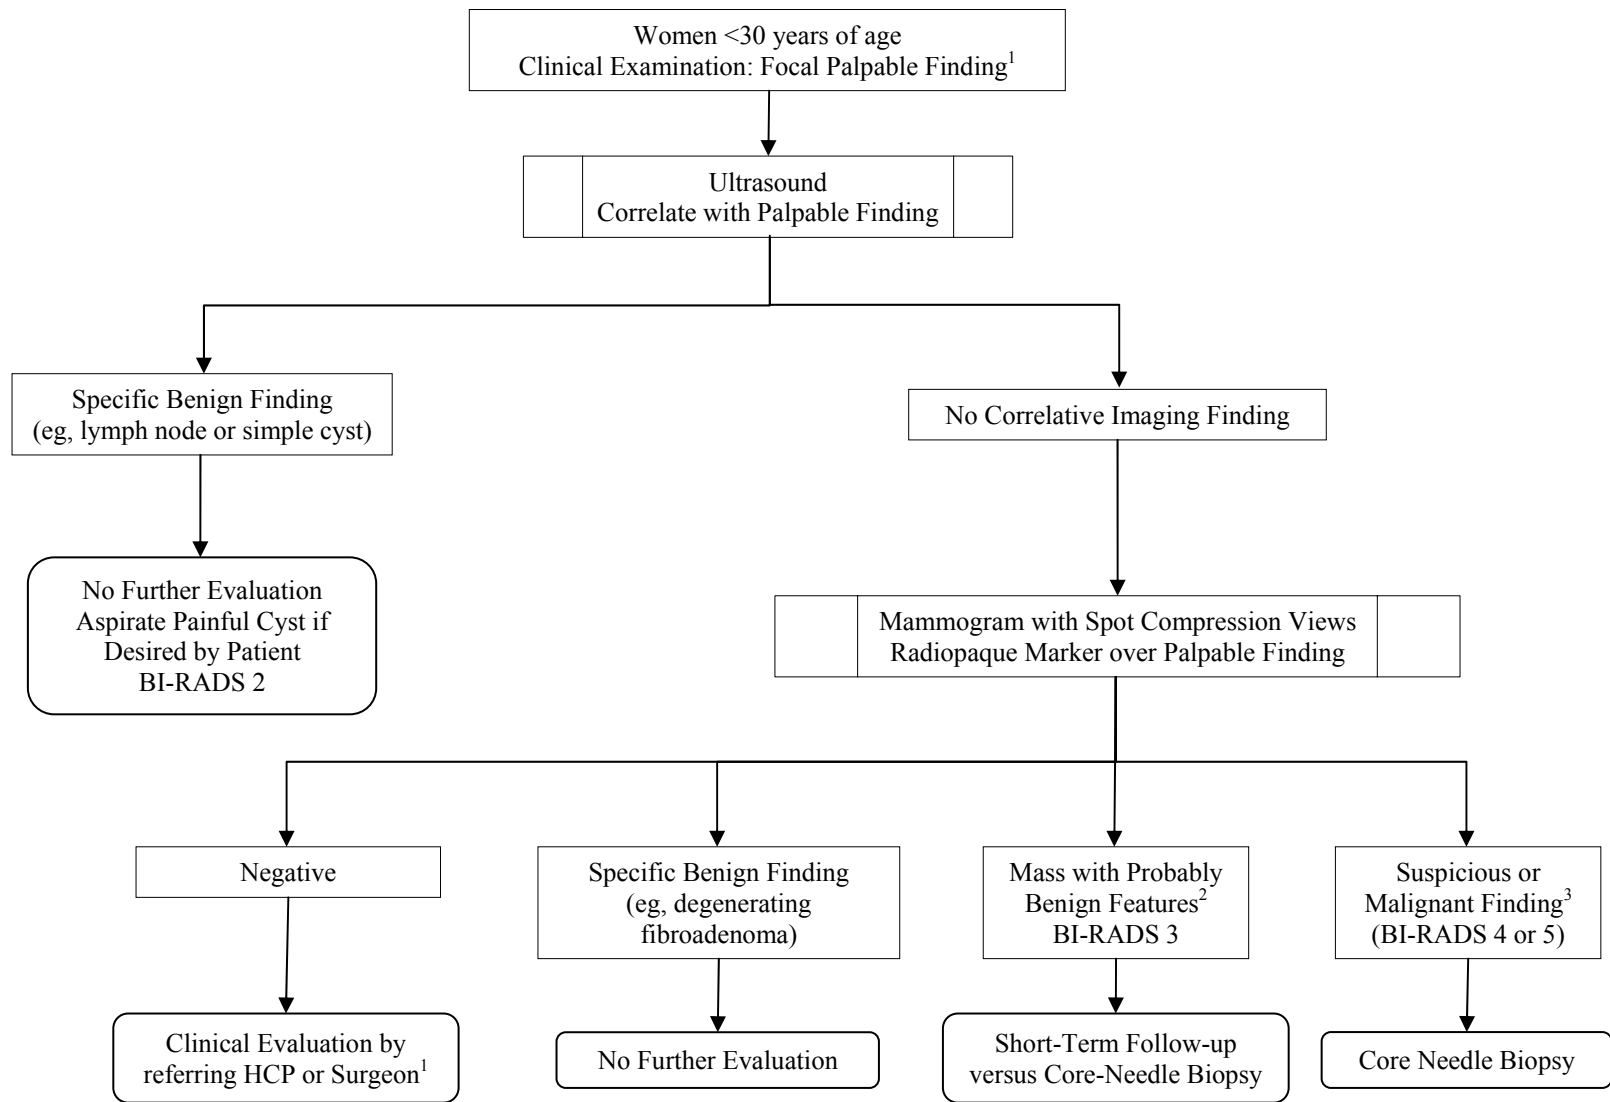 Women <30 years of age
Clinical Examination: Focal Palpable Finding¹
Ultrasound
Correlate with Palpable Finding
Specific Benign Finding
(eg, lymph node or simple cyst)
No Correlative Imaging Finding
No Further Evaluation
Aspirate Painful Cyst if
Desired by Patient
BI-RADS 2
Mammogram with Spot Compression Views
Radiopaque Marker over Palpable Finding
Negative
Specific Benign Finding
(eg, degenerating
fibroadenoma)
Mass with Probably
Benign Features²
BI-RADS 3
Suspicious or
Malignant Finding³
(BI-RADS 4 or 5)
Clinical Evaluation by
referring HCP or Surgeon¹
No Further Evaluation
Short-Term Follow-up
versus Core-Needle Biopsy
Core Needle Biopsy